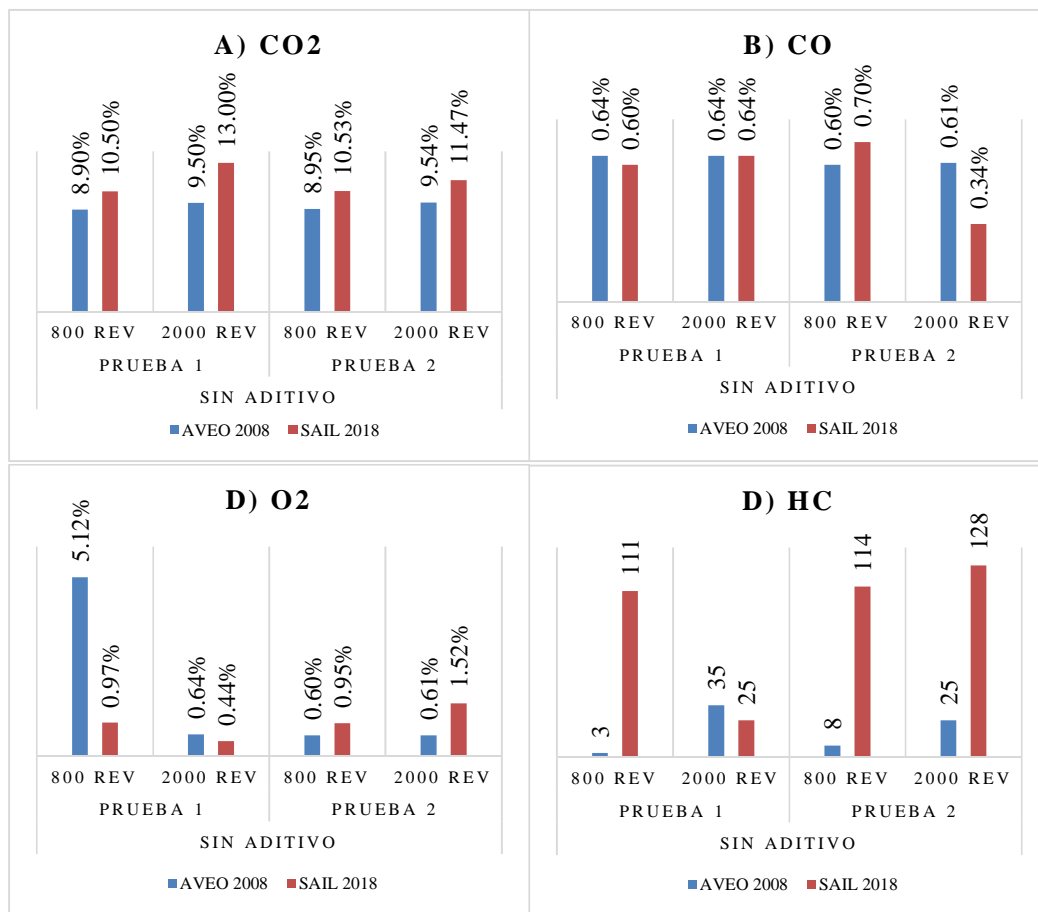 A) CO2
8.90% 10.50% 9.50% 13.00% 8.95% 10.53% 9.54% 11.47%
800 REV 2000 REV 800 REV 2000 REV
PRUEBA 1 PRUEBA 2
SIN ADITIVO
AVEO 2008 SAIL 2018
B) CO
0.64% 0.60% 0.64% 0.64% 0.60% 0.70% 0.61% 0.34%
800 REV 2000 REV 800 REV 2000 REV
PRUEBA 1 PRUEBA 2
SIN ADITIVO
AVEO 2008 SAIL 2018
D) O2
5.12% 0.97% 0.64% 0.44% 0.60% 0.95% 0.61% 1.52%
800 REV 2000 REV 800 REV 2000 REV
PRUEBA 1 PRUEBA 2
SIN ADITIVO
AVEO 2008 SAIL 2018
D) HC
3 111 35 25 8 114 25 128
800 REV 2000 REV 800 REV 2000 REV
PRUEBA 1 PRUEBA 2
SIN ADITIVO
AVEO 2008 SAIL 2018